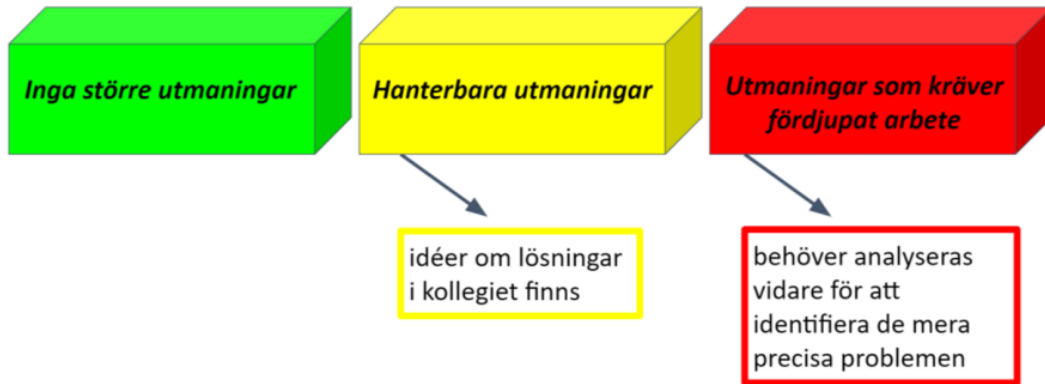 Inga större utmaningar
Hanterbara utmaningar
Utmaningar som kräver
fördjupat arbete
idéer om lösningar
i kollegiet finns
behöver analyseras
vidare för att
identifiera de mera
precisa problemen